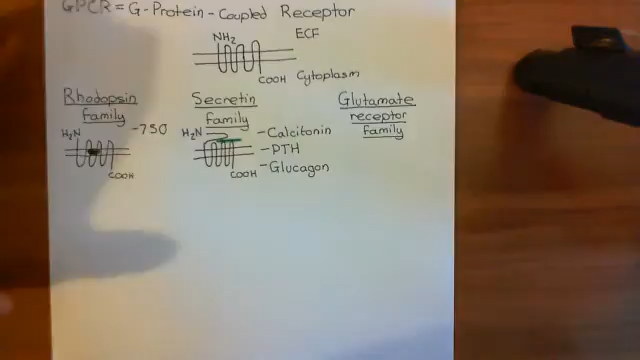 GPCR = G-Protein-Coupled Receptor
NH2
ECF
COOH Cytoplasm
Rhodopsin
family
-750
H2N
COOH
Secretin
family
H2N
-Calcitonin
-PTH
-Glucagon
COOH
Glutamate
receptor
family